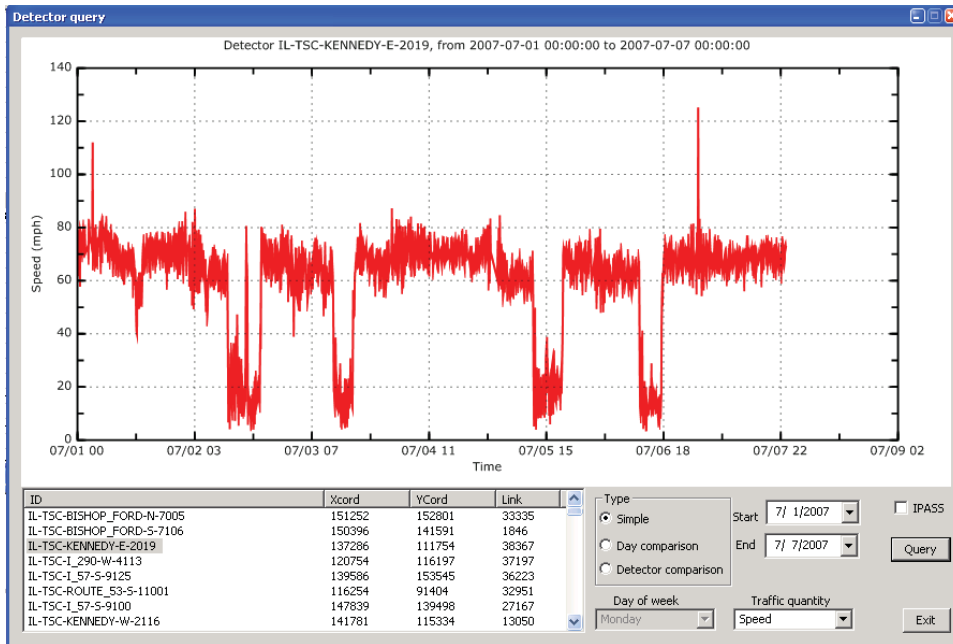 Detector query
Detector IL-TSC-KENNEDY-E-2019, from 2007-07-01 00:00:00 to 2007-07-07 00:00:00
140
120
100
80
60
40
20
0
Speed (mph)
07/01 00 07/02 03 07/03 07 07/04 11 07/05 15 07/06 18 07/07 22 07/09 02
Time
ID Xcord YCord Link
IL-TSC-BISHOP_FORD-N-7005 151252 152801 33335
IL-TSC-BISHOP_FORD-S-7106 150396 141591 1846
IL-TSC-KENNEDY-E-2019 137286 111754 38367
IL-TSC-I_290-W-4113 120754 116197 37197
IL-TSC-I_57-S-9125 139586 153545 36223
IL-TSC-ROUTE_53-S-11001 116254 91404 32951
IL-TSC-I_57-S-9100 147839 139498 27167
IL-TSC-KENNEDY-W-2116 141781 115334 13050
Type
Simple
Day comparison
Detector comparison
Start 7/ 1/2007
End 7/ 7/2007
IPASS
Query
Day of week
Monday
Traffic quantity
Speed
Exit